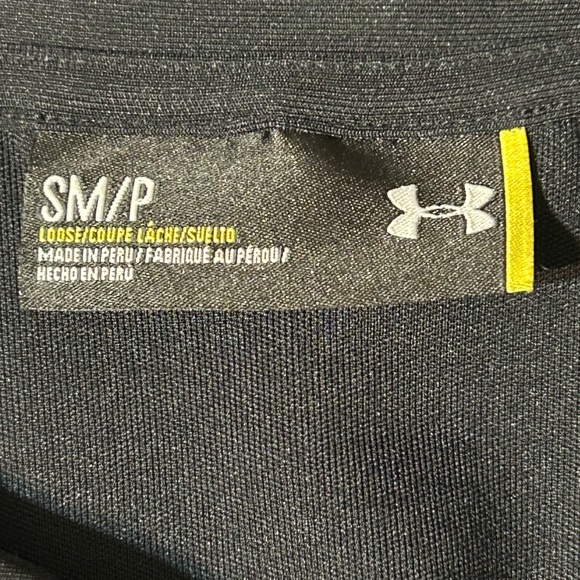 SM/P
LOOSE/COUPE LÂCHE/SUELTO
MADE IN PERU / FABRIQUÉ AU PÉROU /
HECHO EN PERÚ